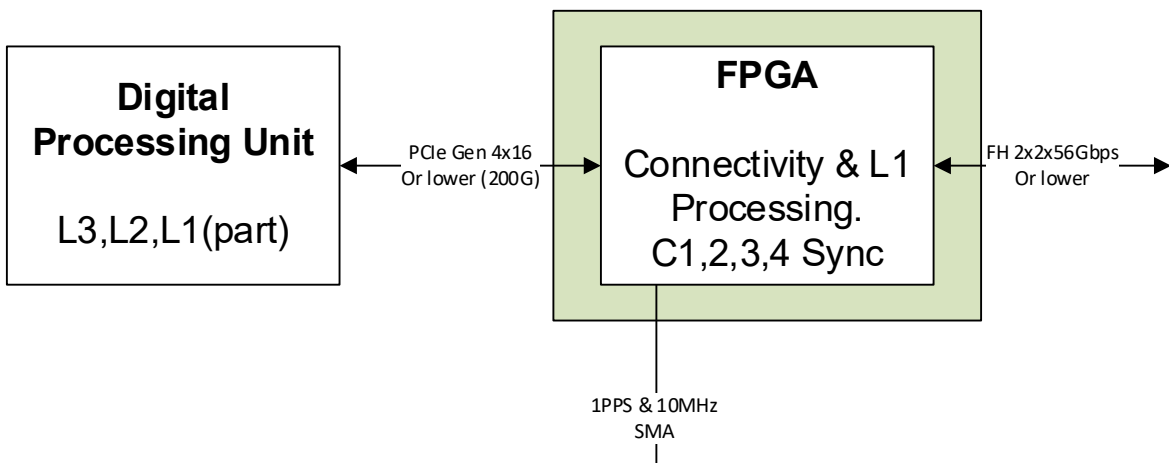 Digital
Processing Unit
L3,L2,L1(part)
PCIe Gen 4x16
Or lower (200G)
FPGA
Connectivity & L1
Processing.
C1,2,3,4 Sync
FH 2x2x56Gbps
Or lower
1PPS & 10MHz
SMA